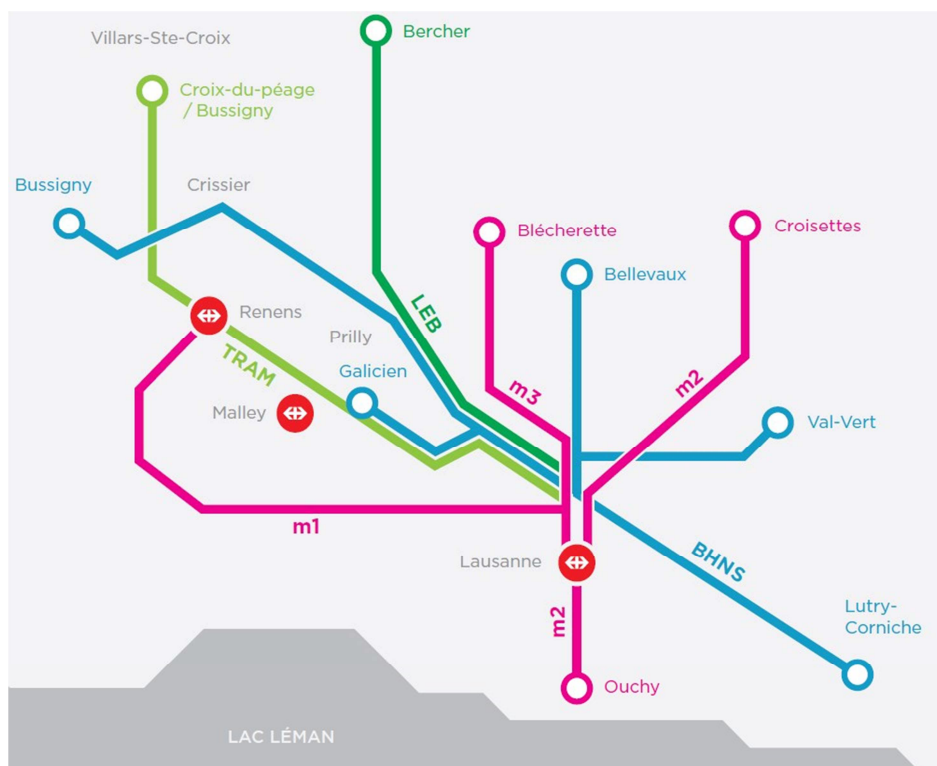 Villars-Ste-Croix
Bercher
Croix-du-péage
/ Bussigny
Bussigny
Crissier
Blécherette
Croisettes
Bellevaux
LEB
Renens
Prilly
TRAM
Galicien
m3
m2
Malley
Val-Vert
m1
Lausanne
BHNS
m2
Lutry-
Corniche
Ouchy
LAC LÉMAN